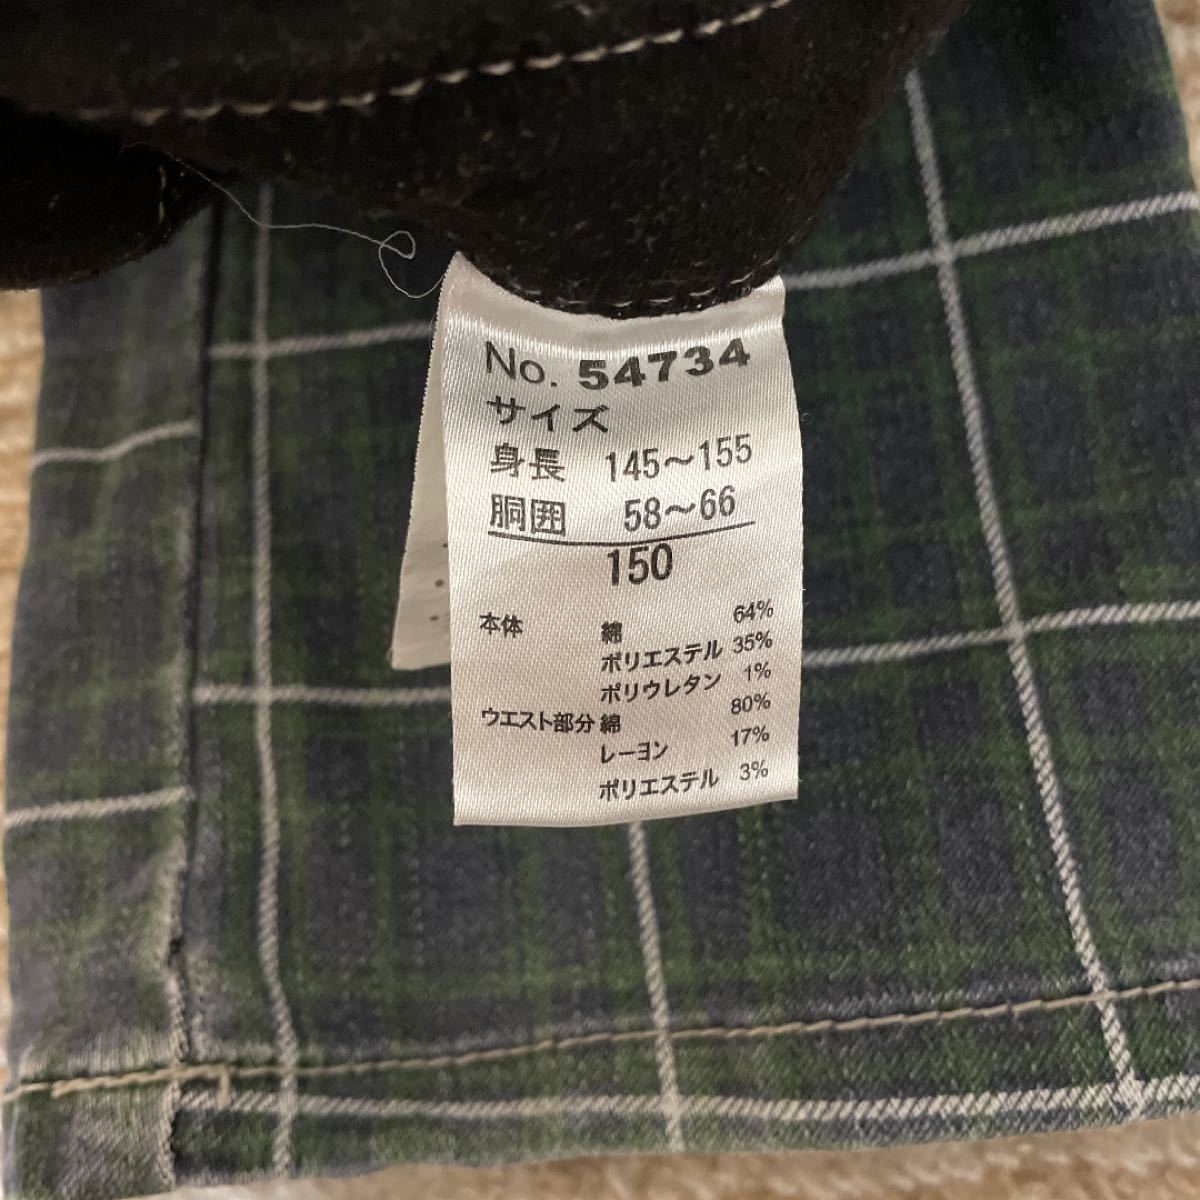 No. 54734
サイズ
身長 145～155
胴囲 58～66
150
本体 綿 64%
ポリエステル 35%
ポリウレタン 1%
ウエスト部分 綿 80%
レーヨン 17%
ポリエステル 3%